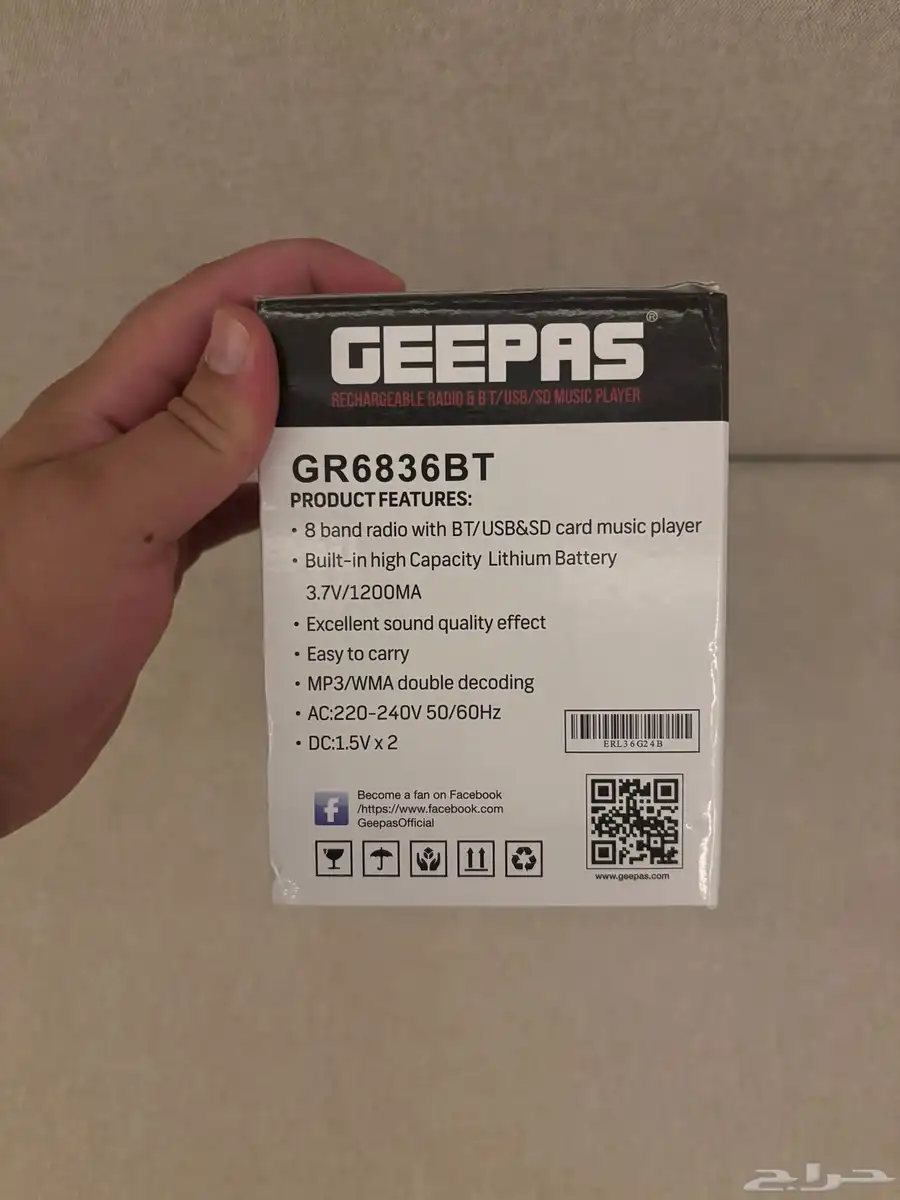 GEEPAS®
RECHARGEABLE RADIO & BT/USB/SD MUSIC PLAYER
GR6836BT
PRODUCT FEATURES:
• 8 band radio with BT/USB&SD card music player
• Built-in high Capacity Lithium Battery
3.7V/1200MA
• Excellent sound quality effect
• Easy to carry
• MP3/WMA double decoding
• AC:220-240V 50/60Hz
• DC:1.5V x 2
ERL36G24B
Become a fan on Facebook
/https://www.facebook.com
GeepasOfficial
www.geepas.com
حراج